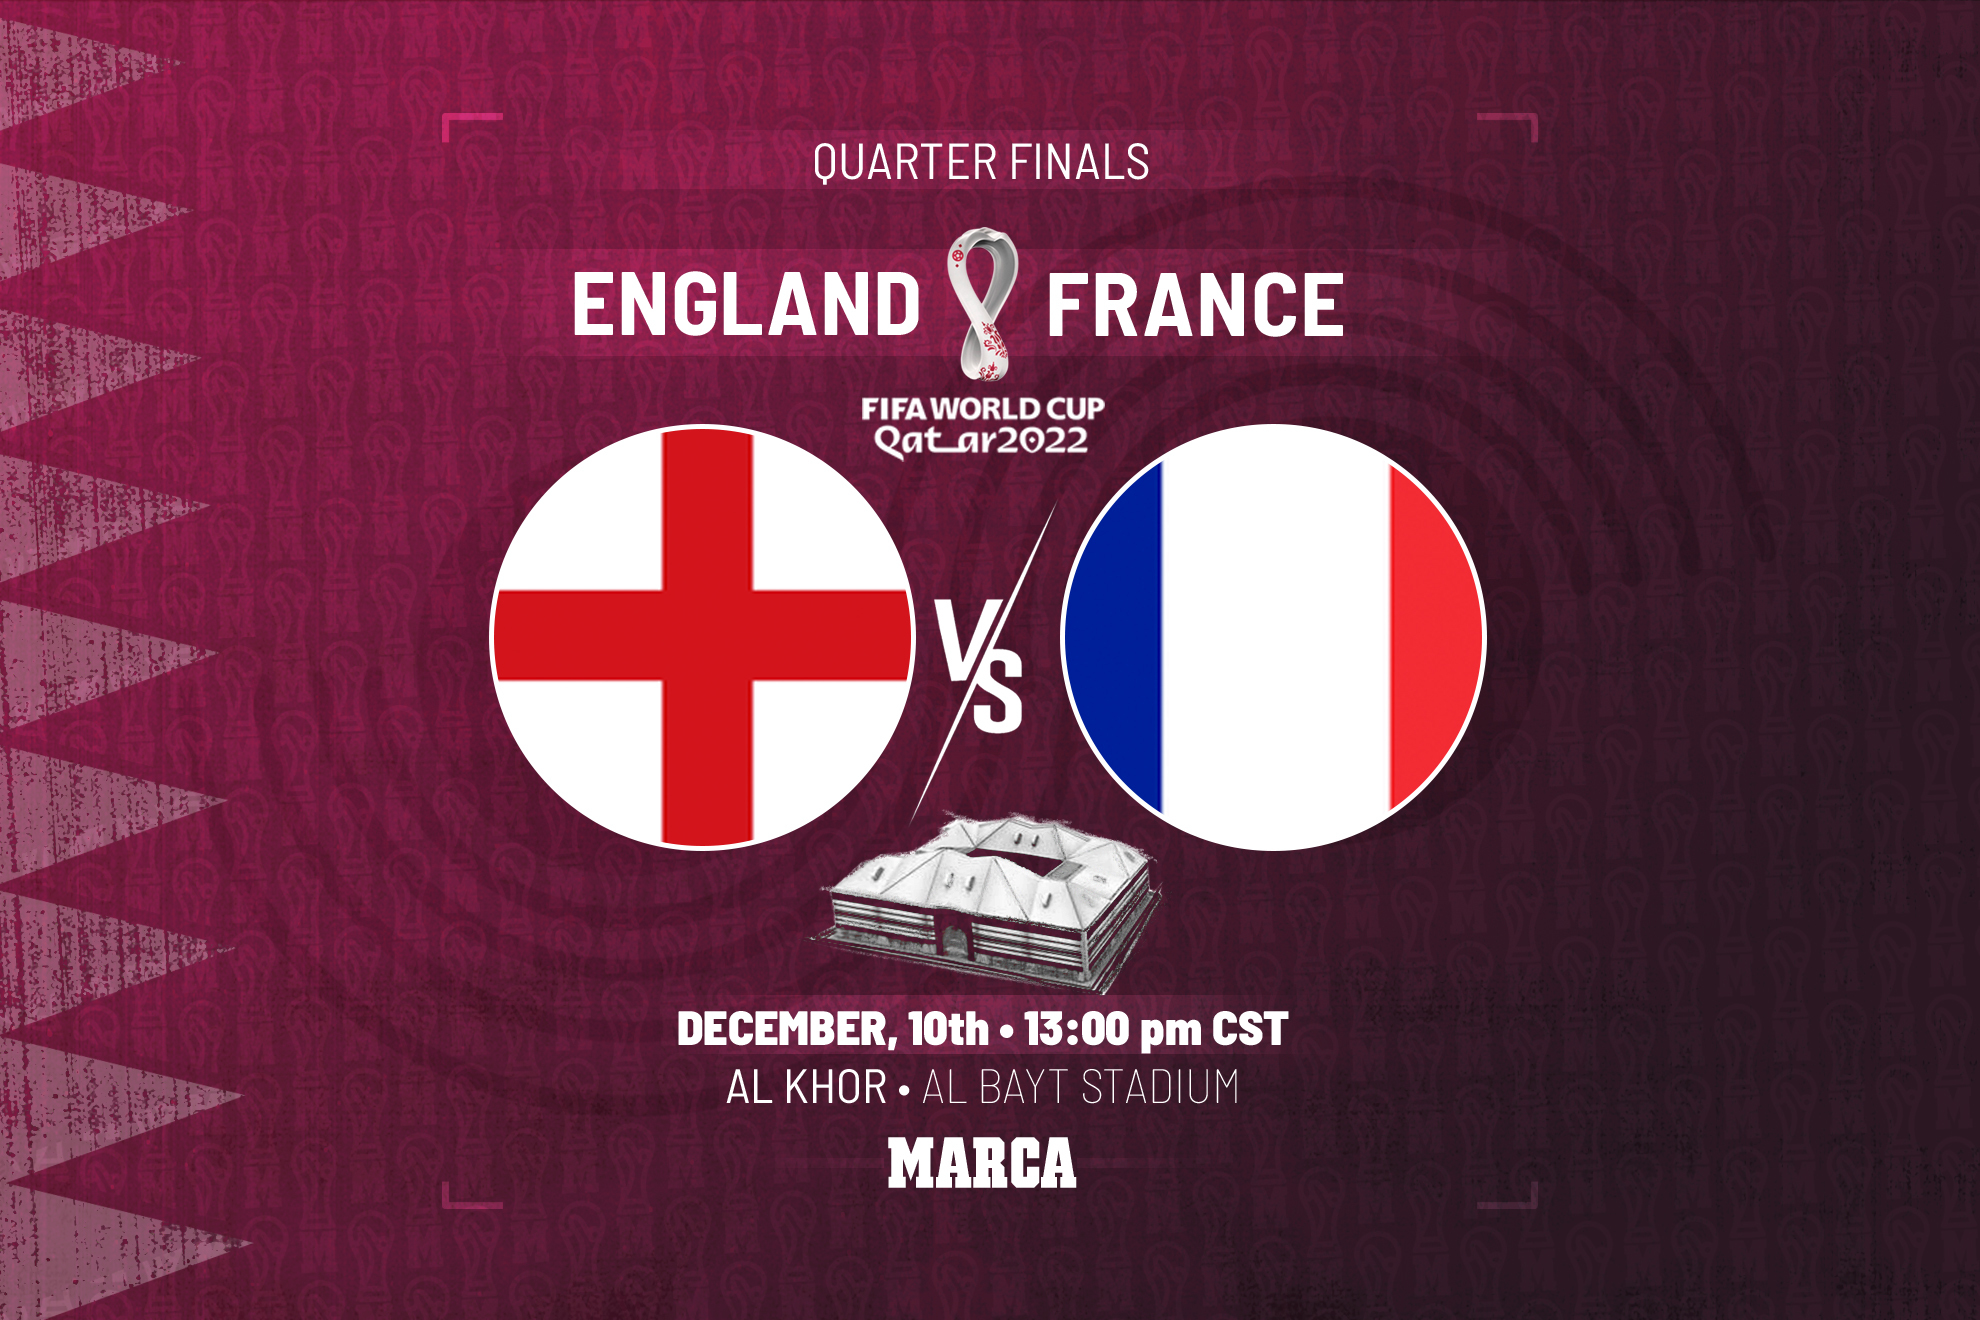 QUARTER FINALS
ENGLAND FRANCE
FIFA WORLD CUP
Qatar2022
VS
DECEMBER, 10th • 13:00 pm CST
AL KHOR • AL BAYT STADIUM
MARCA